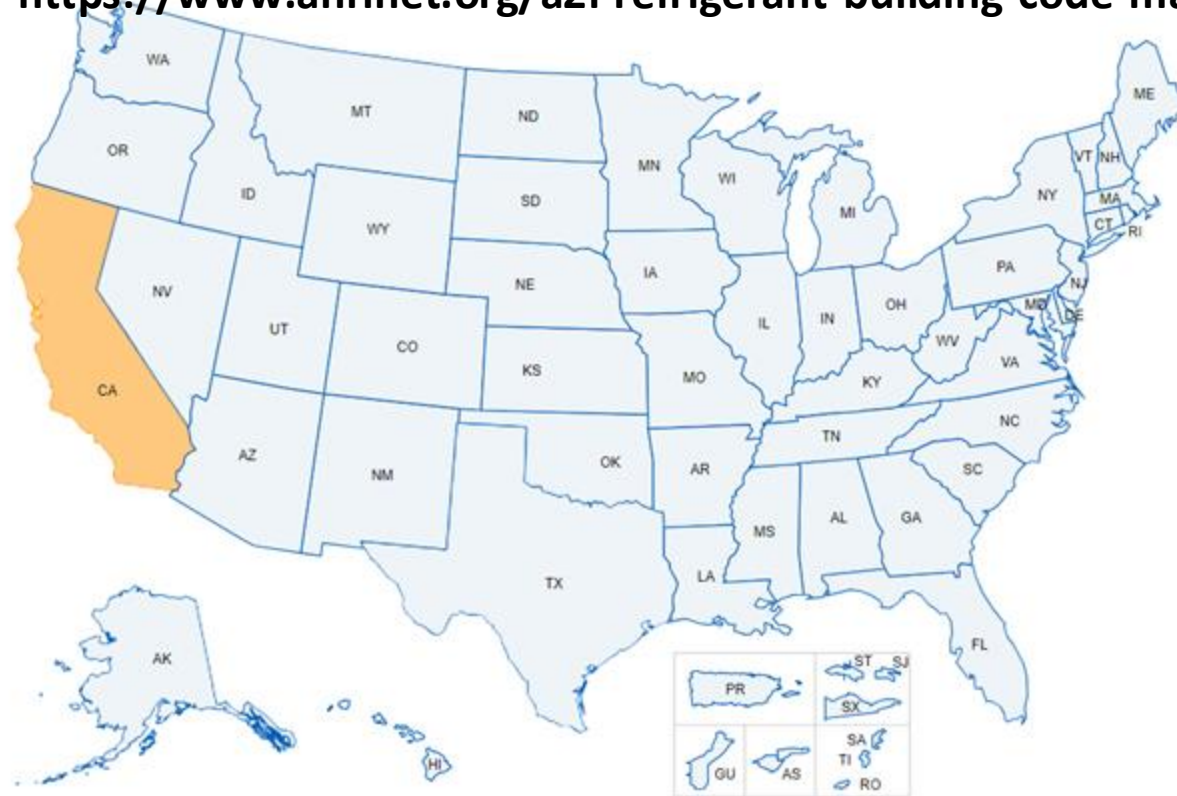 https://www.ahrinet.org/a2l-refrigerant-building-code-ma
WA
MT
ND
ME
OR
MN
VT
NH
ID
WI
SD
NY
MI
MA
WY
CT
RI
IA
PA
NE
NV
NJ
OH
MD
IL
IN
DE
UT
CO
WV
VA
KS
MO
KY
CA
NC
TN
AZ
OK
AR
SC
NM
AL
GA
MS
LA
TX
FL
AK
ST
SJ
PR
SX
SA
HI
TI
GU
AS
RO